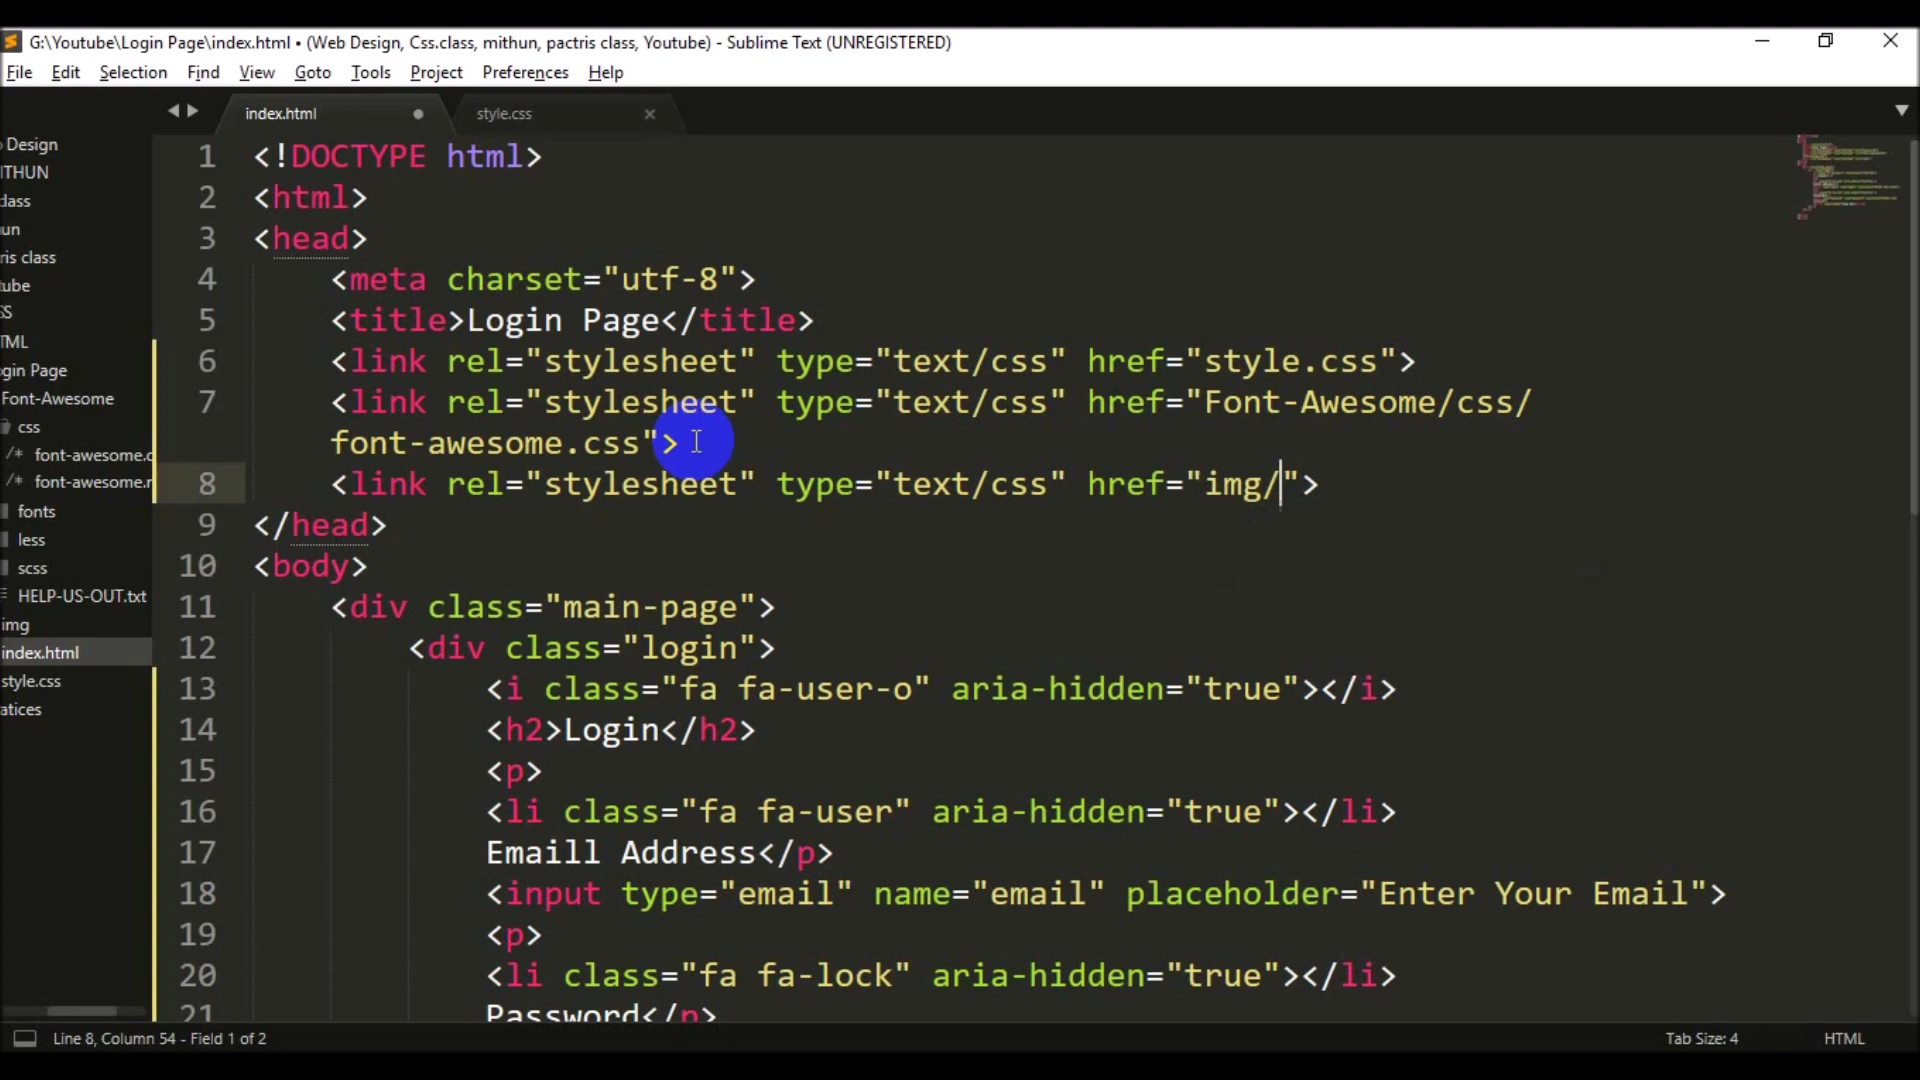 G:\Youtube\Login Page\index.html • (Web Design, Css.class, mithun, pactris class, Youtube) - Sublime Text (UNREGISTERED)
File Edit Selection Find View Goto Tools Project Preferences Help
index.html style.css
Design
THUN
lass
un
ris class
tube
gin Page
Font-Awesome
css
/* font-awesome.c
/* font-awesome.r
fonts
less
scss
HELP-US-OUT.txt
img
index.html
style.css
atices
1 <!DOCTYPE html>
2 <html>
3 <head>
4 <meta charset="utf-8">
5 <title>Login Page</title>
6 <link rel="stylesheet" type="text/css" href="style.css">
7 <link rel="stylesheet" type="text/css" href="Font-Awesome/css/
font-awesome.css">
8 <link rel="stylesheet" type="text/css" href="img/">
9 </head>
10 <body>
11 <div class="main-page">
12 <div class="login">
13 <i class="fa fa-user-o" aria-hidden="true"></i>
14 <h2>Login</h2>
15 <p>
16 <li class="fa fa-user" aria-hidden="true"></li>
17 Emaill Address</p>
18 <input type="email" name="email" placeholder="Enter Your Email">
19 <p>
20 <li class="fa fa-lock" aria-hidden="true"></li>
21 Password</p>
Line 8, Column 54 - Field 1 of 2 Tab Size: 4 HTML